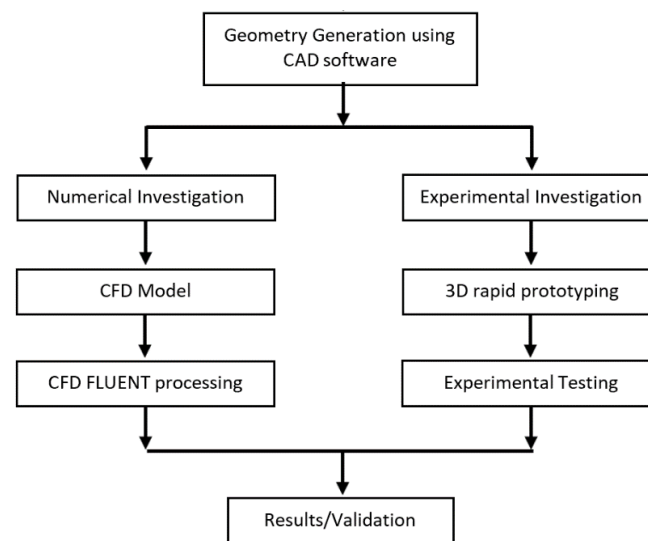 Geometry Generation using
CAD software
Numerical Investigation
Experimental Investigation
CFD Model
3D rapid prototyping
CFD FLUENT processing
Experimental Testing
Results/Validation